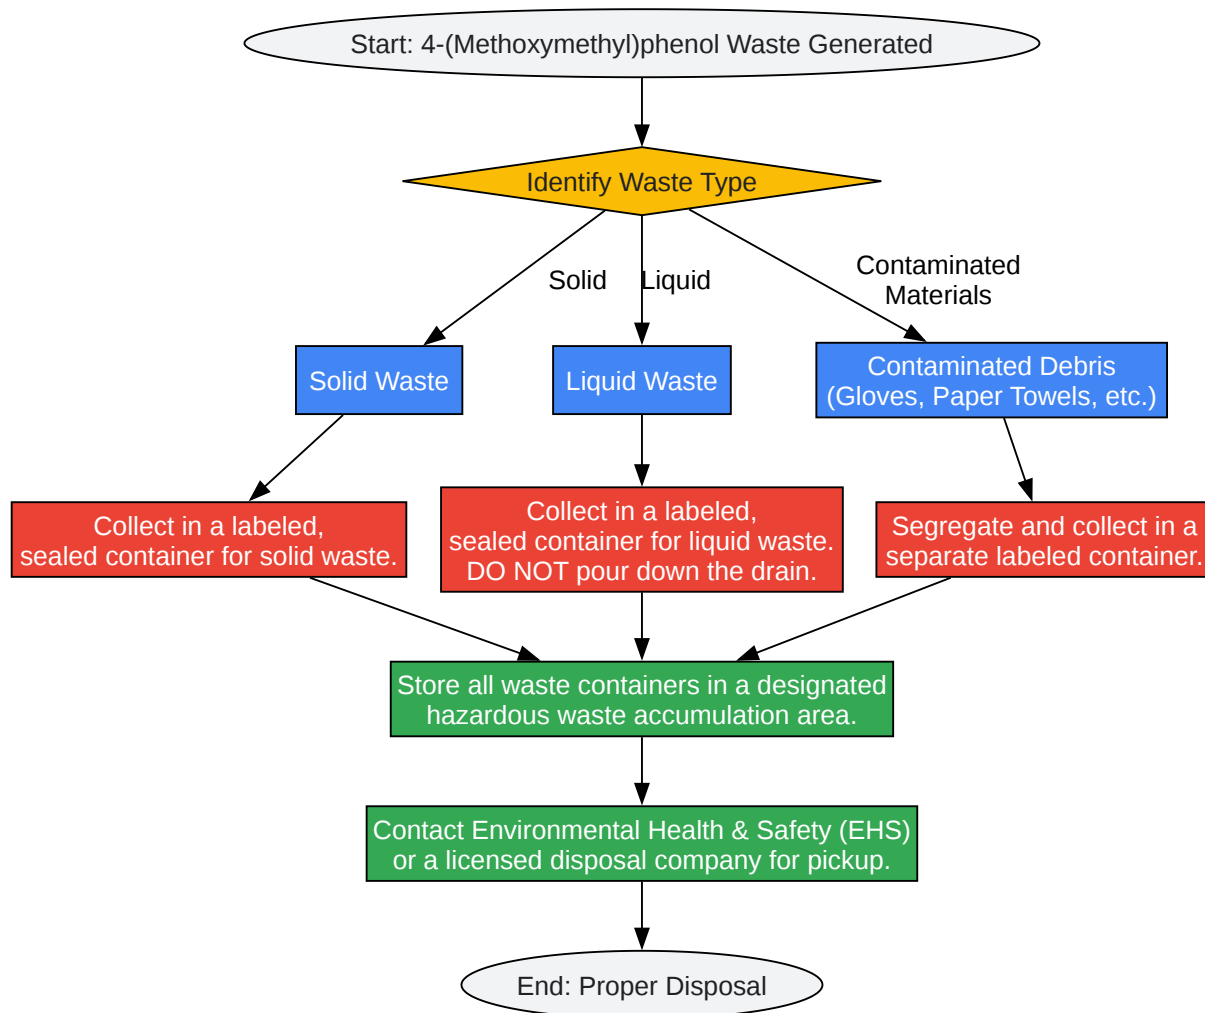 Start: 4-(Methoxymethyl)phenol Waste Generated
Identify Waste Type
Solid
Liquid
Contaminated
Materials
Solid Waste
Liquid Waste
Contaminated Debris
(Gloves, Paper Towels, etc.)
Collect in a labeled,
sealed container for solid waste.
Collect in a labeled,
sealed container for liquid waste.
DO NOT pour down the drain.
Segregate and collect in a
separate labeled container.
Store all waste containers in a designated
hazardous waste accumulation area.
Contact Environmental Health & Safety (EHS)
or a licensed disposal company for pickup.
End: Proper Disposal